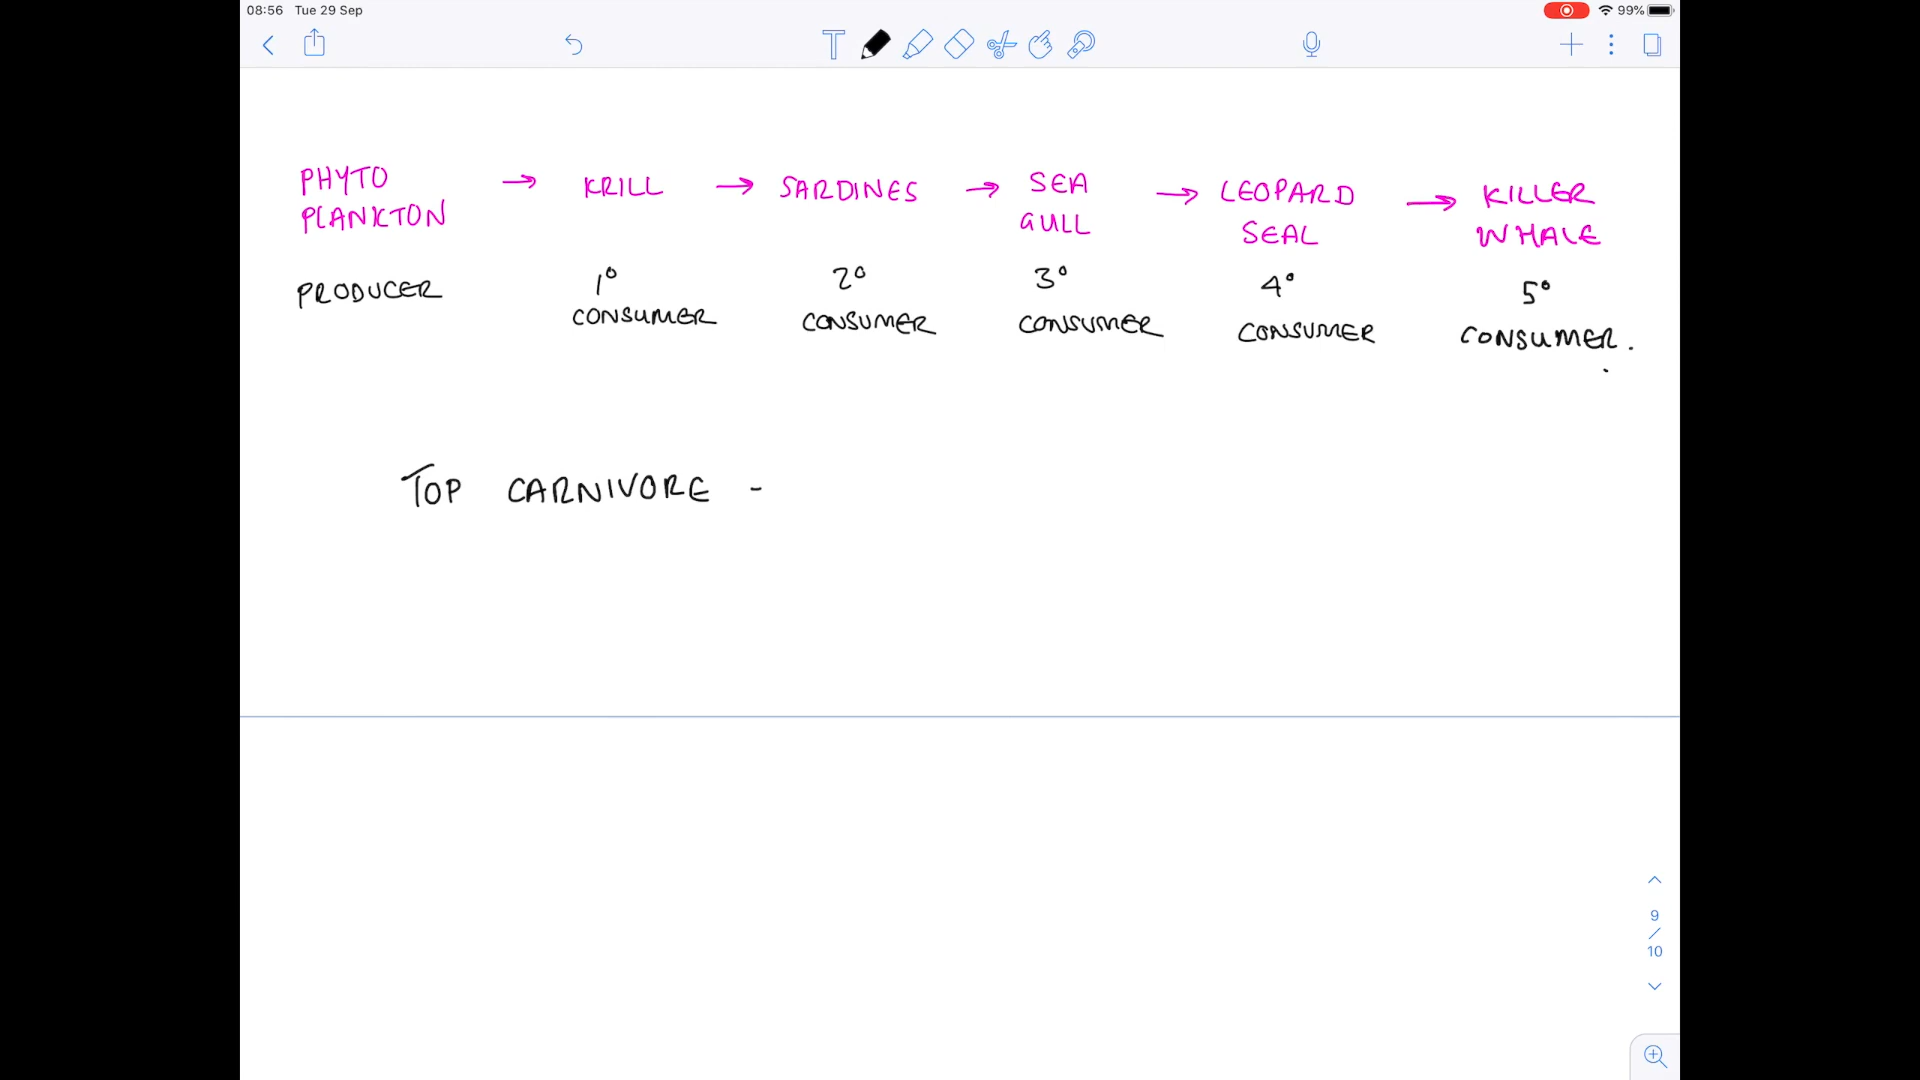 08:56 Tue 29 Sep
99%
T
PHYTO PLANKTON → KRILL → SARDINES → SEA GULL → LEOPARD SEAL → KILLER WHALE
PRODUCER
1° CONSUMER
2° CONSUMER
3° CONSUMER
4° CONSUMER
5° CONSUMER.
TOP CARNIVORE -
9
/
10